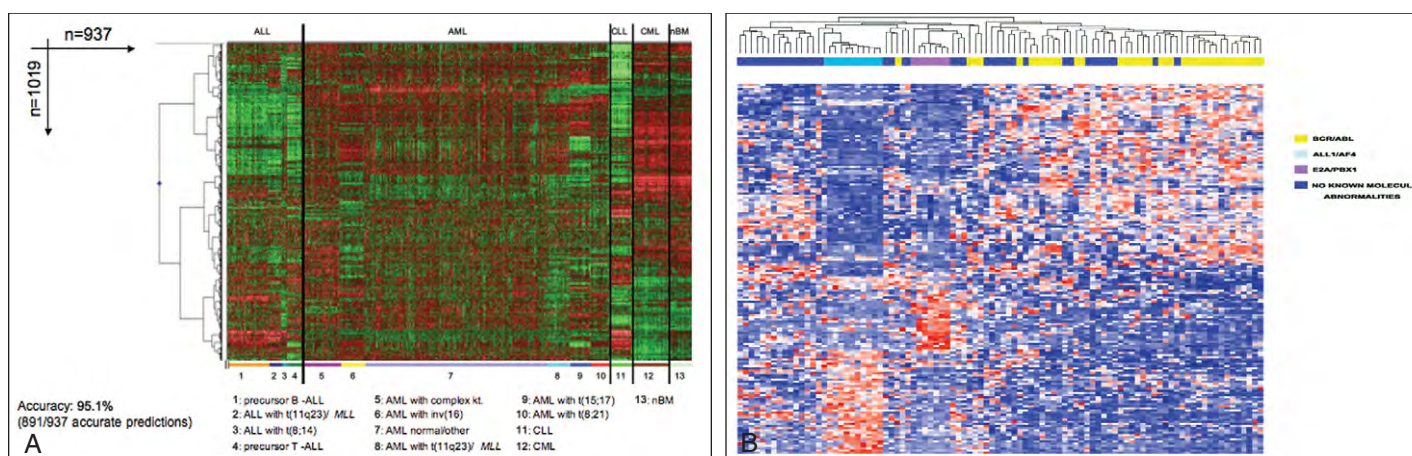 n=937
n=1019
ALL
AML
CLL
CML
nBM
1 2 3 4 5 6 7 8 9 10 11 12 13
Accuracy: 95.1%
(891/937 accurate predictions)
A
1: precursor B -ALL
2: ALL with t(11q23)/ MLL
3: ALL with t(8;14)
4: precursor T -ALL
5: AML with complex kt.
6: AML with inv(16)
7: AML normal/other
8: AML with t(11q23)/ MLL
9: AML with t(15;17)
10: AML with t(8;21)
11: CLL
12: CML
13: nBM
BCR/ABL
ALL1/AF4
E2A/PBX1
NO KNOWN MOLECUL
ABNORMALITIES
B